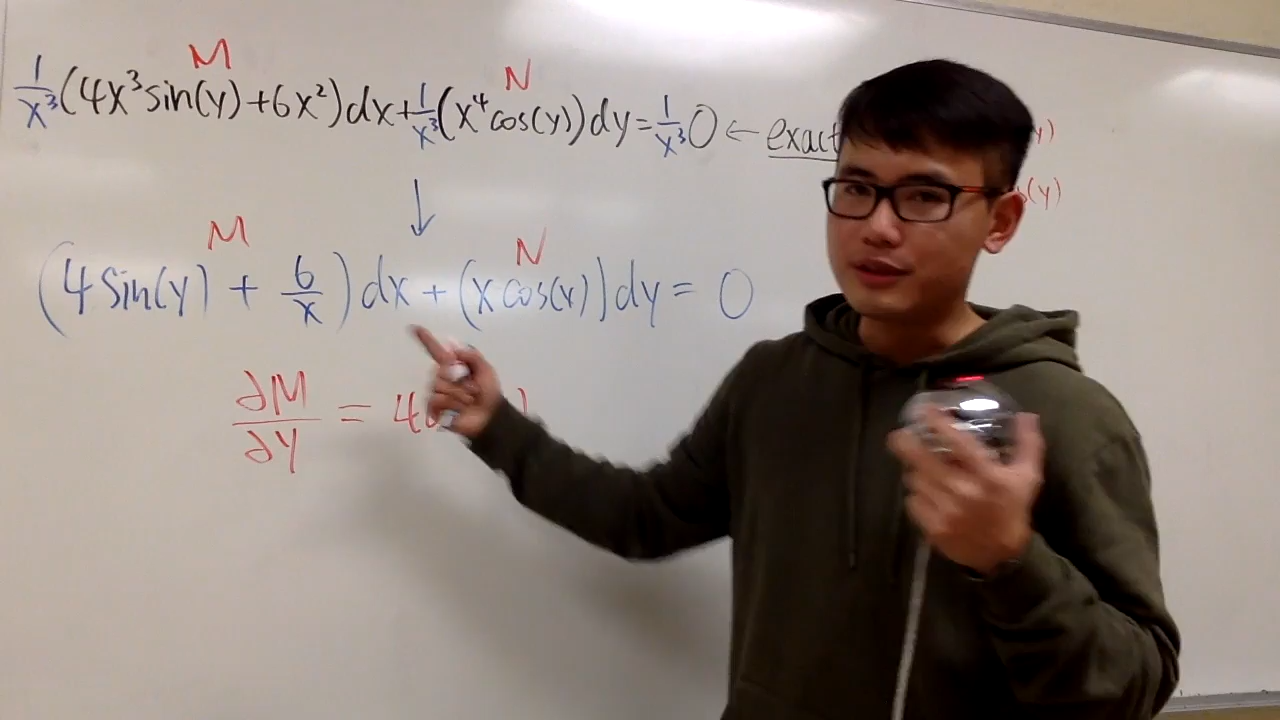 M N
1/x³ (4x³sin(y)+6x²)dx + 1/x³ (x⁴cos(y))dy = 1/x³ 0 ← exact
y)
(y)
↓
M N
(4 sin(y) + 6/x) dx + (x cos(y)) dy = 0
∂M/∂y = 4